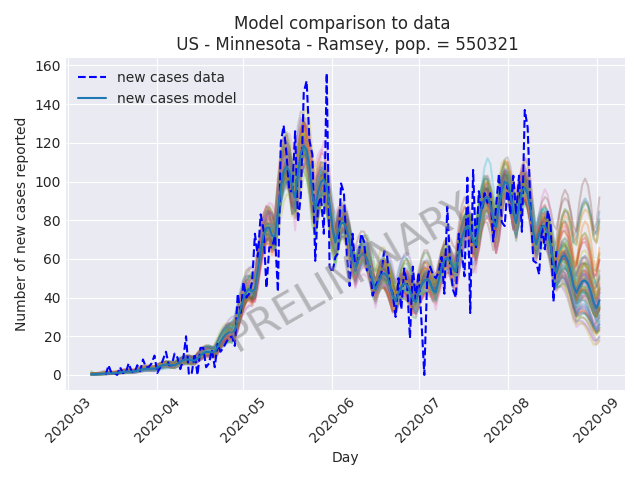 Model comparison to data
US - Minnesota - Ramsey, pop. = 550321
new cases data
new cases model
Number of new cases reported
160
140
120
100
80
60
40
20
0
PRELIMINARY
2020-03
2020-04
2020-05
2020-06
2020-07
2020-08
2020-09
Day